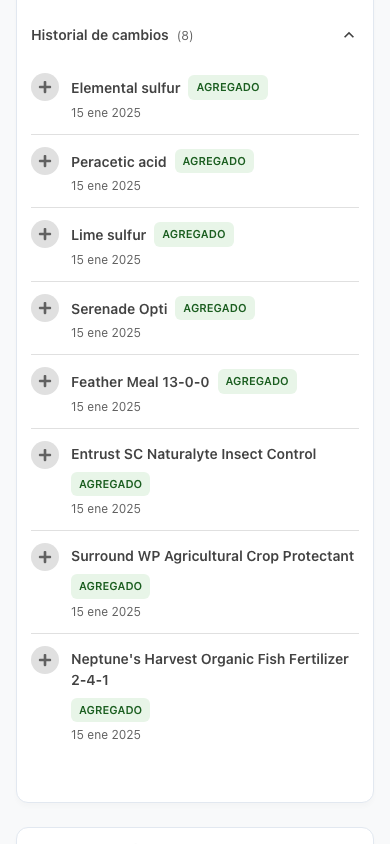 Historial de cambios (8)
Elemental sulfur AGREGADO
15 ene 2025
Peracetic acid AGREGADO
15 ene 2025
Lime sulfur AGREGADO
15 ene 2025
Serenade Opti AGREGADO
15 ene 2025
Feather Meal 13-0-0 AGREGADO
15 ene 2025
Entrust SC Naturalyte Insect Control
AGREGADO
15 ene 2025
Surround WP Agricultural Crop Protectant
AGREGADO
15 ene 2025
Neptune's Harvest Organic Fish Fertilizer
2-4-1
AGREGADO
15 ene 2025